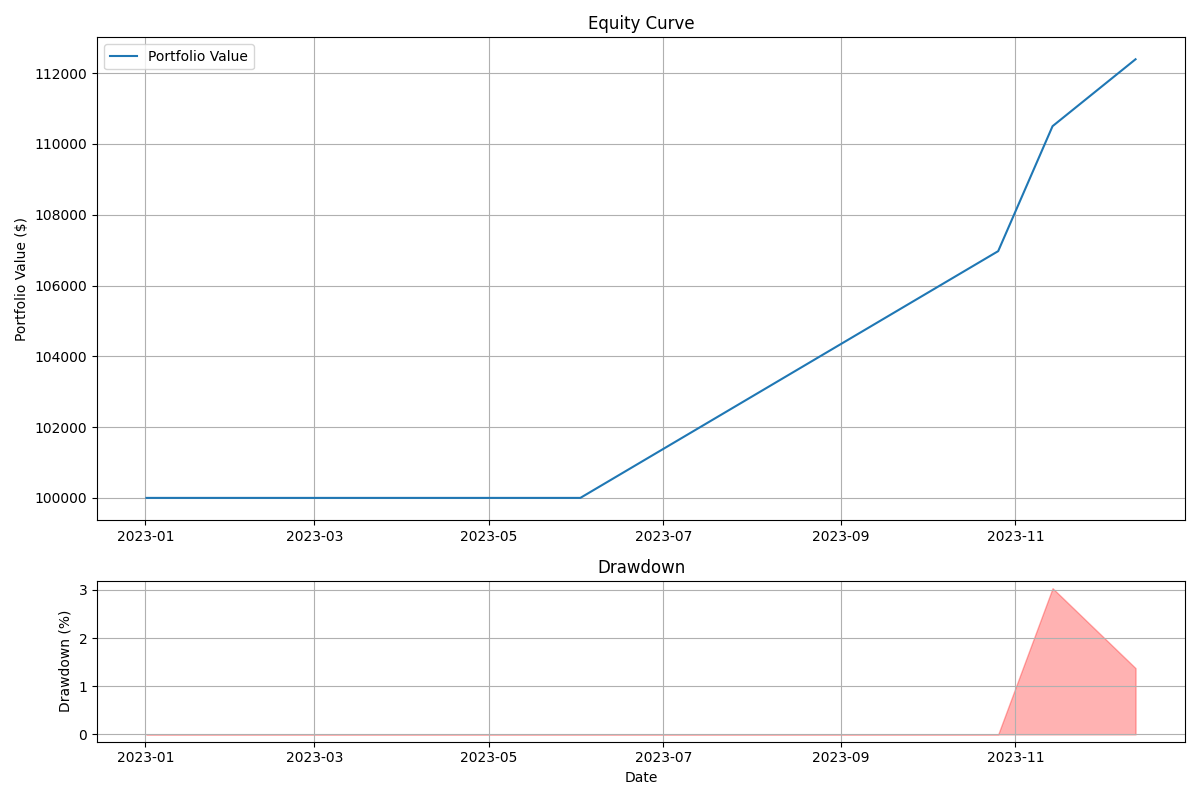 Equity Curve
Portfolio Value
112000
110000
108000
106000
104000
102000
100000
Portfolio Value ($)
2023-01 2023-03 2023-05 2023-07 2023-09 2023-11
Drawdown
3
2
1
0
Drawdown (%)
2023-01 2023-03 2023-05 2023-07 2023-09 2023-11
Date